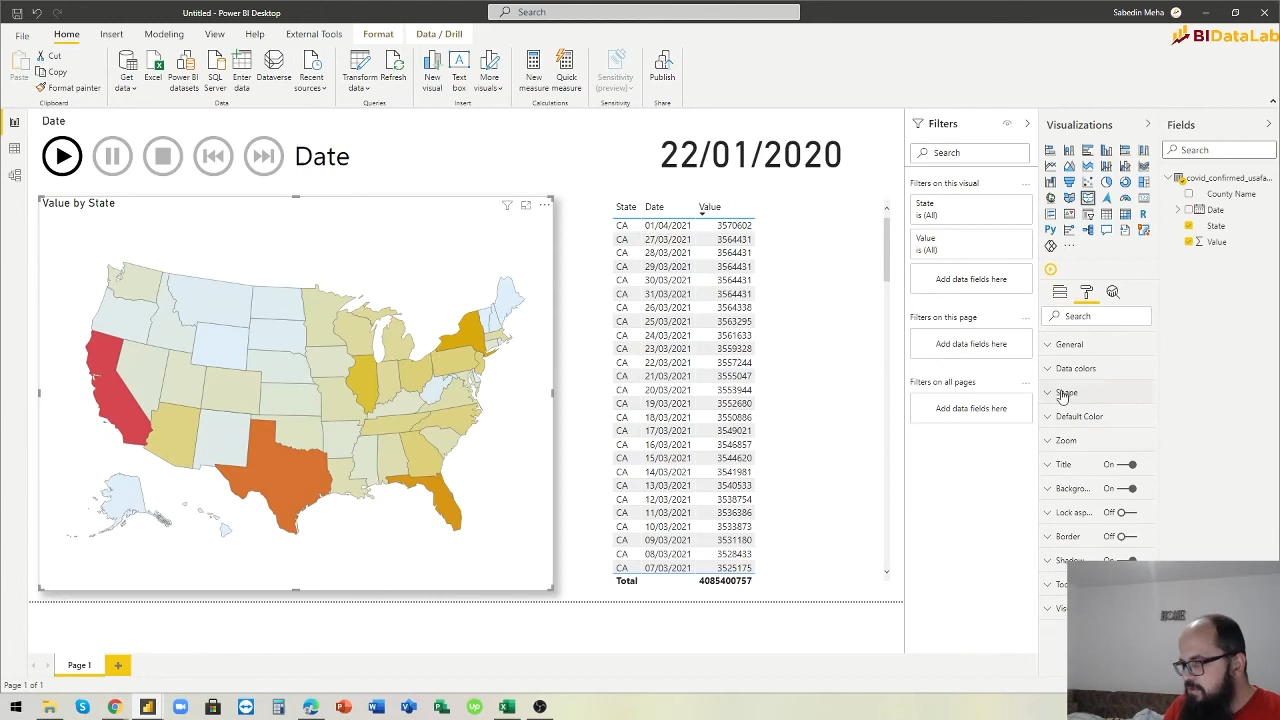 Untitled - Power BI Desktop
Search
Sabedin Meha
File
Home
Insert
Modeling
View
Help
External Tools
Format
Data / Drill
BIDataLab
Paste
Cut
Copy
Format painter
Clipboard
Get data
Excel
Power BI datasets
SQL Server
Enter data
Dataverse
Recent sources
Data
Transform data
Refresh
Queries
New visual
Text box
More visuals
Insert
New measure
Quick measure
Calculations
Sensitivity (preview)
Sensitivity
Publish
Share
Date
Date
22/01/2020
Value by State
State Date Value
CA 01/04/2021 3570602
CA 27/03/2021 3564431
CA 28/03/2021 3564431
CA 29/03/2021 3564431
CA 30/03/2021 3564431
CA 31/03/2021 3564431
CA 26/03/2021 3564338
CA 25/03/2021 3563295
CA 24/03/2021 3561633
CA 23/03/2021 3559328
CA 22/03/2021 3557244
CA 21/03/2021 3555047
CA 20/03/2021 3553944
CA 19/03/2021 3552680
CA 18/03/2021 3550886
CA 17/03/2021 3549021
CA 16/03/2021 3546857
CA 15/03/2021 3544620
CA 14/03/2021 3541981
CA 13/03/2021 3540533
CA 12/03/2021 3538754
CA 11/03/2021 3536386
CA 10/03/2021 3533873
CA 09/03/2021 3531180
CA 08/03/2021 3528433
CA 07/03/2021 3525175
Total 4085400757
Filters
Search
Filters on this visual
State
is (All)
Value
is (All)
Add data fields here
Filters on this page
Add data fields here
Filters on all pages
Add data fields here
Visualizations
R
Py
Search
General
Data colors
Shape
Default Color
Zoom
Title On
Backgro... On
Lock asp... Off
Border Off
Shadow On
Fields
Search
covid_confirmed_usafa...
County Name
Date
State
Value
HOME
Page 1
Page 1 of 1